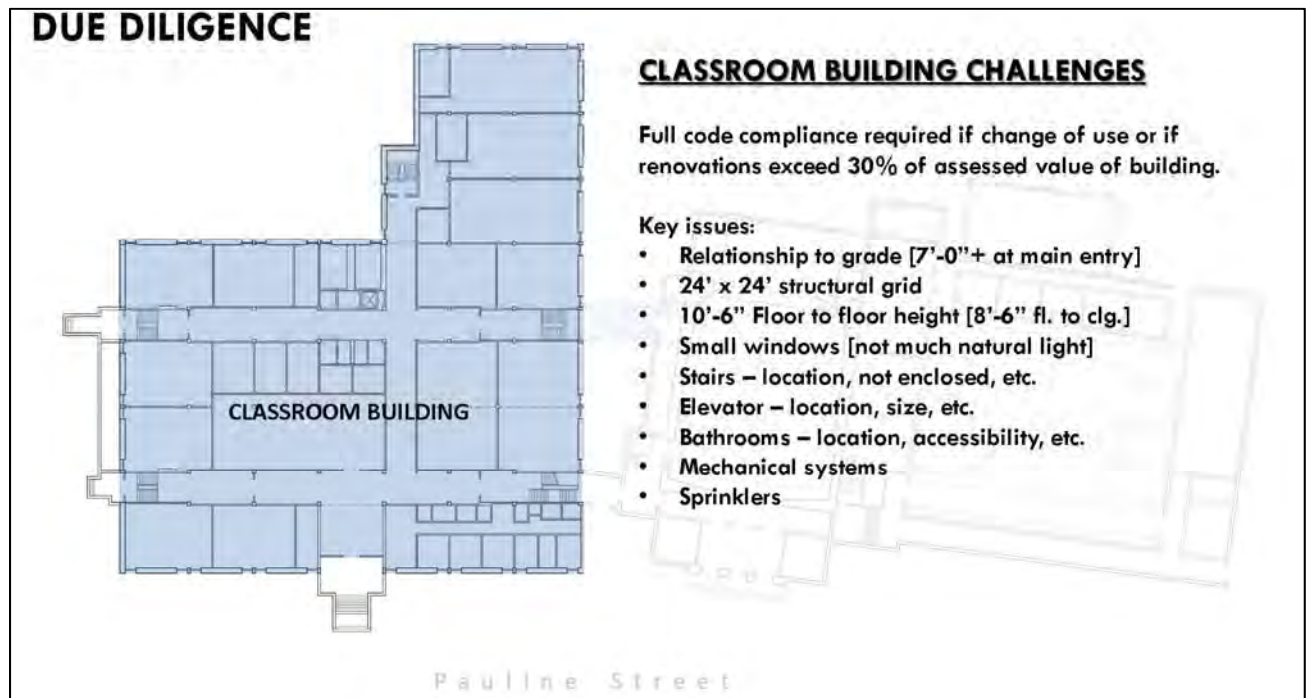 DUE DILIGENCE
CLASSROOM BUILDING CHALLENGES
Full code compliance required if change of use or if
renovations exceed 30% of assessed value of building.
Key issues:
• Relationship to grade [7’-0”+ at main entry]
• 24’ x 24’ structural grid
• 10’-6” Floor to floor height [8’-6” fl. to clg.]
• Small windows [not much natural light]
• Stairs – location, not enclosed, etc.
• Elevator – location, size, etc.
• Bathrooms – location, accessibility, etc.
• Mechanical systems
• Sprinklers
CLASSROOM BUILDING
Pauline Street